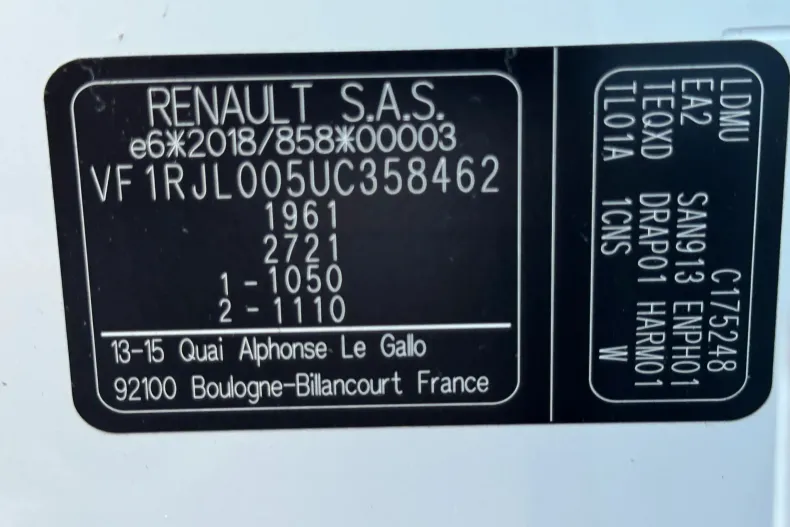 RENAULT S.A.S.
e6*2018/858*00003
VF1RJL005UC358462
1961
2721
1 - 1050
2 - 1110
13-15 Quai Alphonse Le Gallo
92100 Boulogne-Billancourt France
LDMU C175248
EA2 SAN913 ENPH01
TEQXD DRAP01 HARM01
TL01A 1CNS W